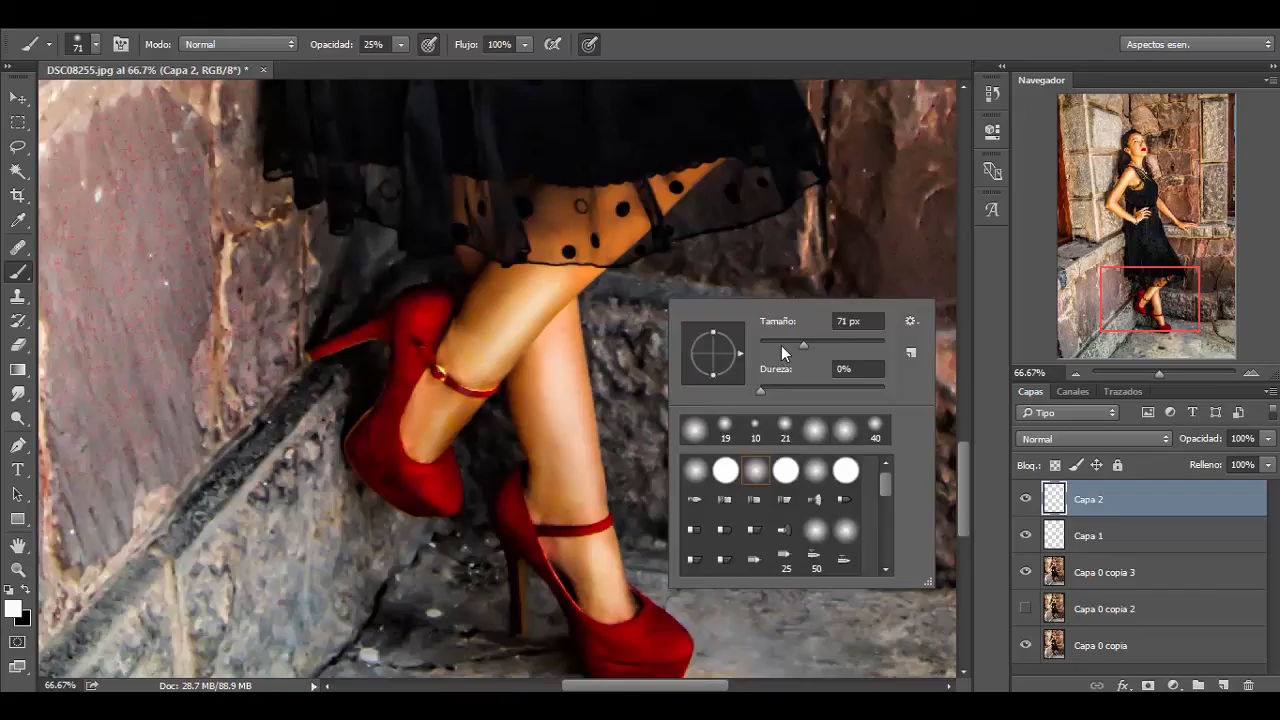 71 Modo: Normal Opacidad: 25% Flujo: 100% Aspectos esen.
DSC08255.jpg al 66.7% (Capa 2, RGB/8*) * ×
Navegador
Tamaño: 71 px
Dureza: 0%
19 10 21 40
25 50
66.67%
Capas Canales Trazados
Tipo
Normal Opacidad: 100%
Bloq.: Relleno: 100%
Capa 2
Capa 1
Capa 0 copia 3
Capa 0 copia 2
Capa 0 copia
66.67% Doc: 28.7 MB/88.9 MB